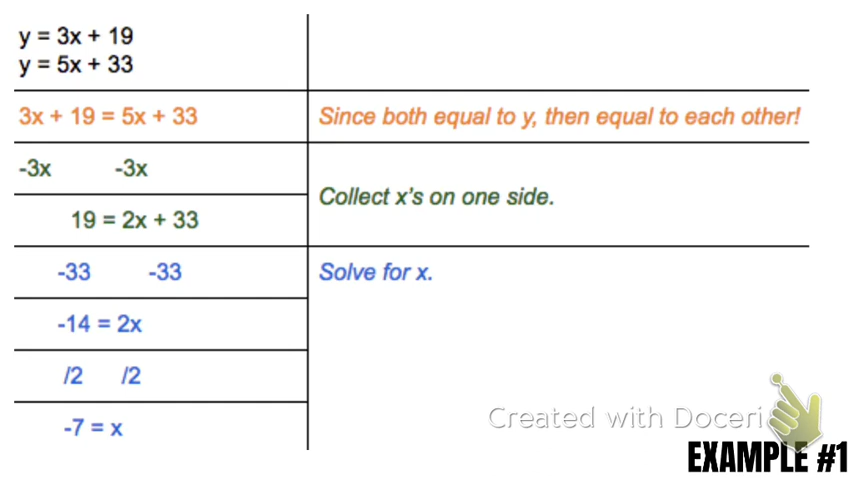 y = 3x + 19
y = 5x + 33
3x + 19 = 5x + 33
Since both equal to y, then equal to each other!
-3x -3x
Collect x's on one side.
19 = 2x + 33
-33 -33
Solve for x.
-14 = 2x
/2 /2
-7 = x
Created with Doceri
EXAMPLE #1